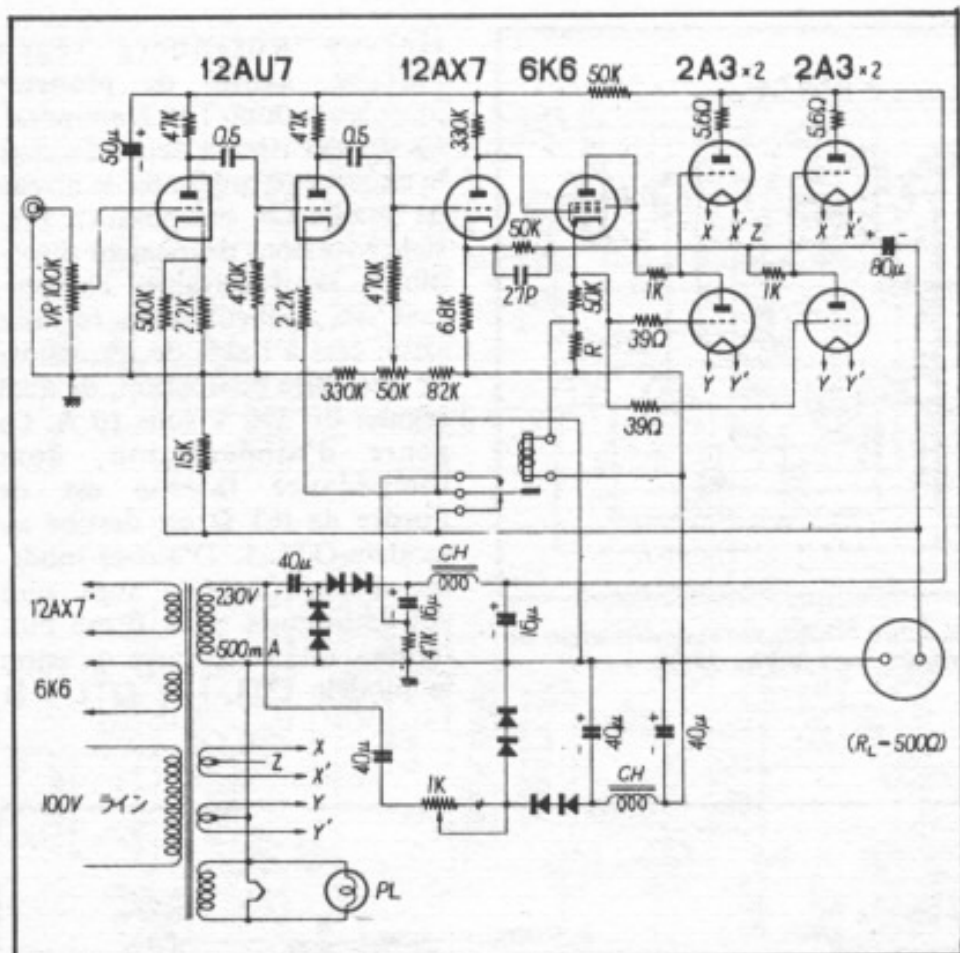 12AU7 12AX7 6K6 2A3×2 2A3×2
50K
50μ 47K 0.5 47K 0.5 330K 5.6Ω 5.6Ω
X X' Z X X'
50K
80μ
VR 100K
500K 2.2K 470K 2.2K 470K 6.8K 27P 50K 1K 1K
R 39Ω Y Y' Y Y'
330K 50K 82K
39Ω
15K
40μ CH
12AX7 230V 15μ 15μ
500mA 47K
6K6
40μ 40μ 40μ
(RL-500Ω)
X
Z
X'
1K CH
100V ライン Y
Y'
PL